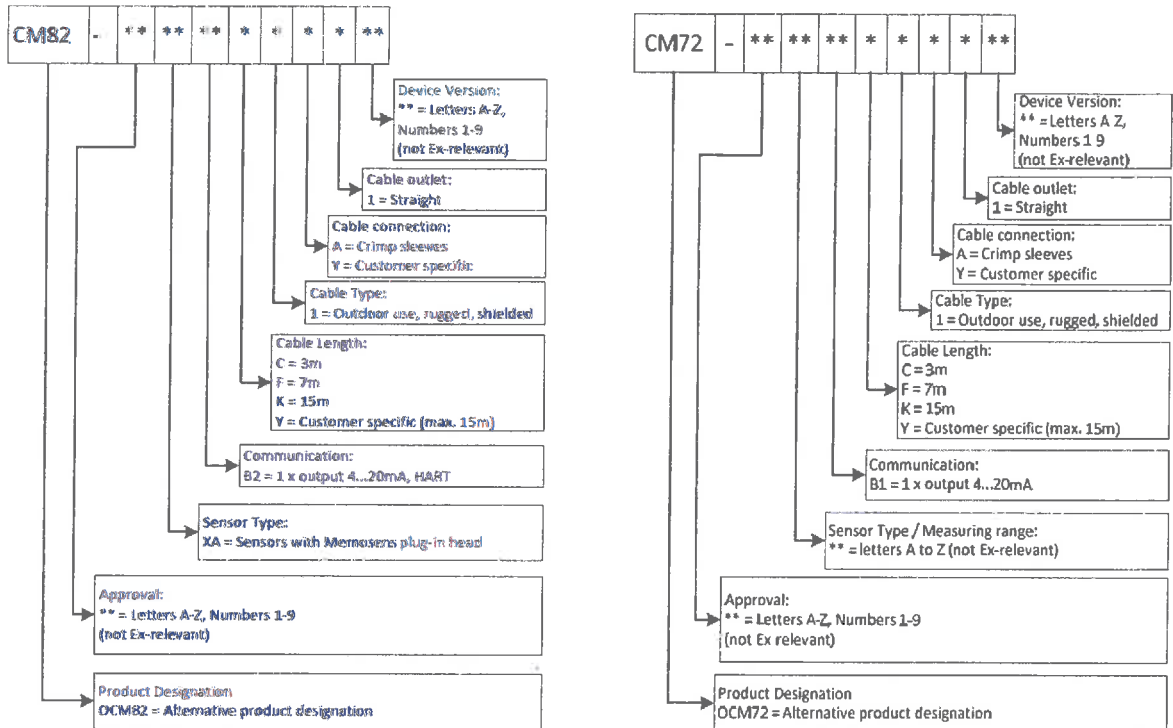 CM82 - ** ** ** * * * * **
Device Version:
** = Letters A-Z,
Numbers 1-9
(not Ex-relevant)
Cable outlet:
1 = Straight
Cable connection:
A = Crimp sleeves
Y = Customer specific
Cable Type:
1 = Outdoor use, rugged, shielded
Cable Length:
C = 3m
F = 7m
K = 15m
Y = Customer specific (max. 15m)
Communication:
B2 = 1 x output 4...20mA, HART
Sensor Type:
XA = Sensors with Memosens plug-in head
Approval:
** = Letters A-Z, Numbers 1-9
(not Ex-relevant)
Product Designation
OCM82 = Alternative product designation
CM72 - ** ** ** * * * * **
Device Version:
** = Letters A Z,
Numbers 1 9
(not Ex-relevant)
Cable outlet:
1 = Straight
Cable connection:
A = Crimp sleeves
Y = Customer specific
Cable Type:
1 = Outdoor use, rugged, shielded
Cable Length:
C = 3m
F = 7m
K = 15m
Y = Customer specific (max. 15m)
Communication:
B1 = 1 x output 4...20mA
Sensor Type / Measuring range:
** = letters A to Z (not Ex-relevant)
Approval:
** = Letters A-Z, Numbers 1-9
(not Ex relevant)
Product Designation
OCM72 = Alternative product designation